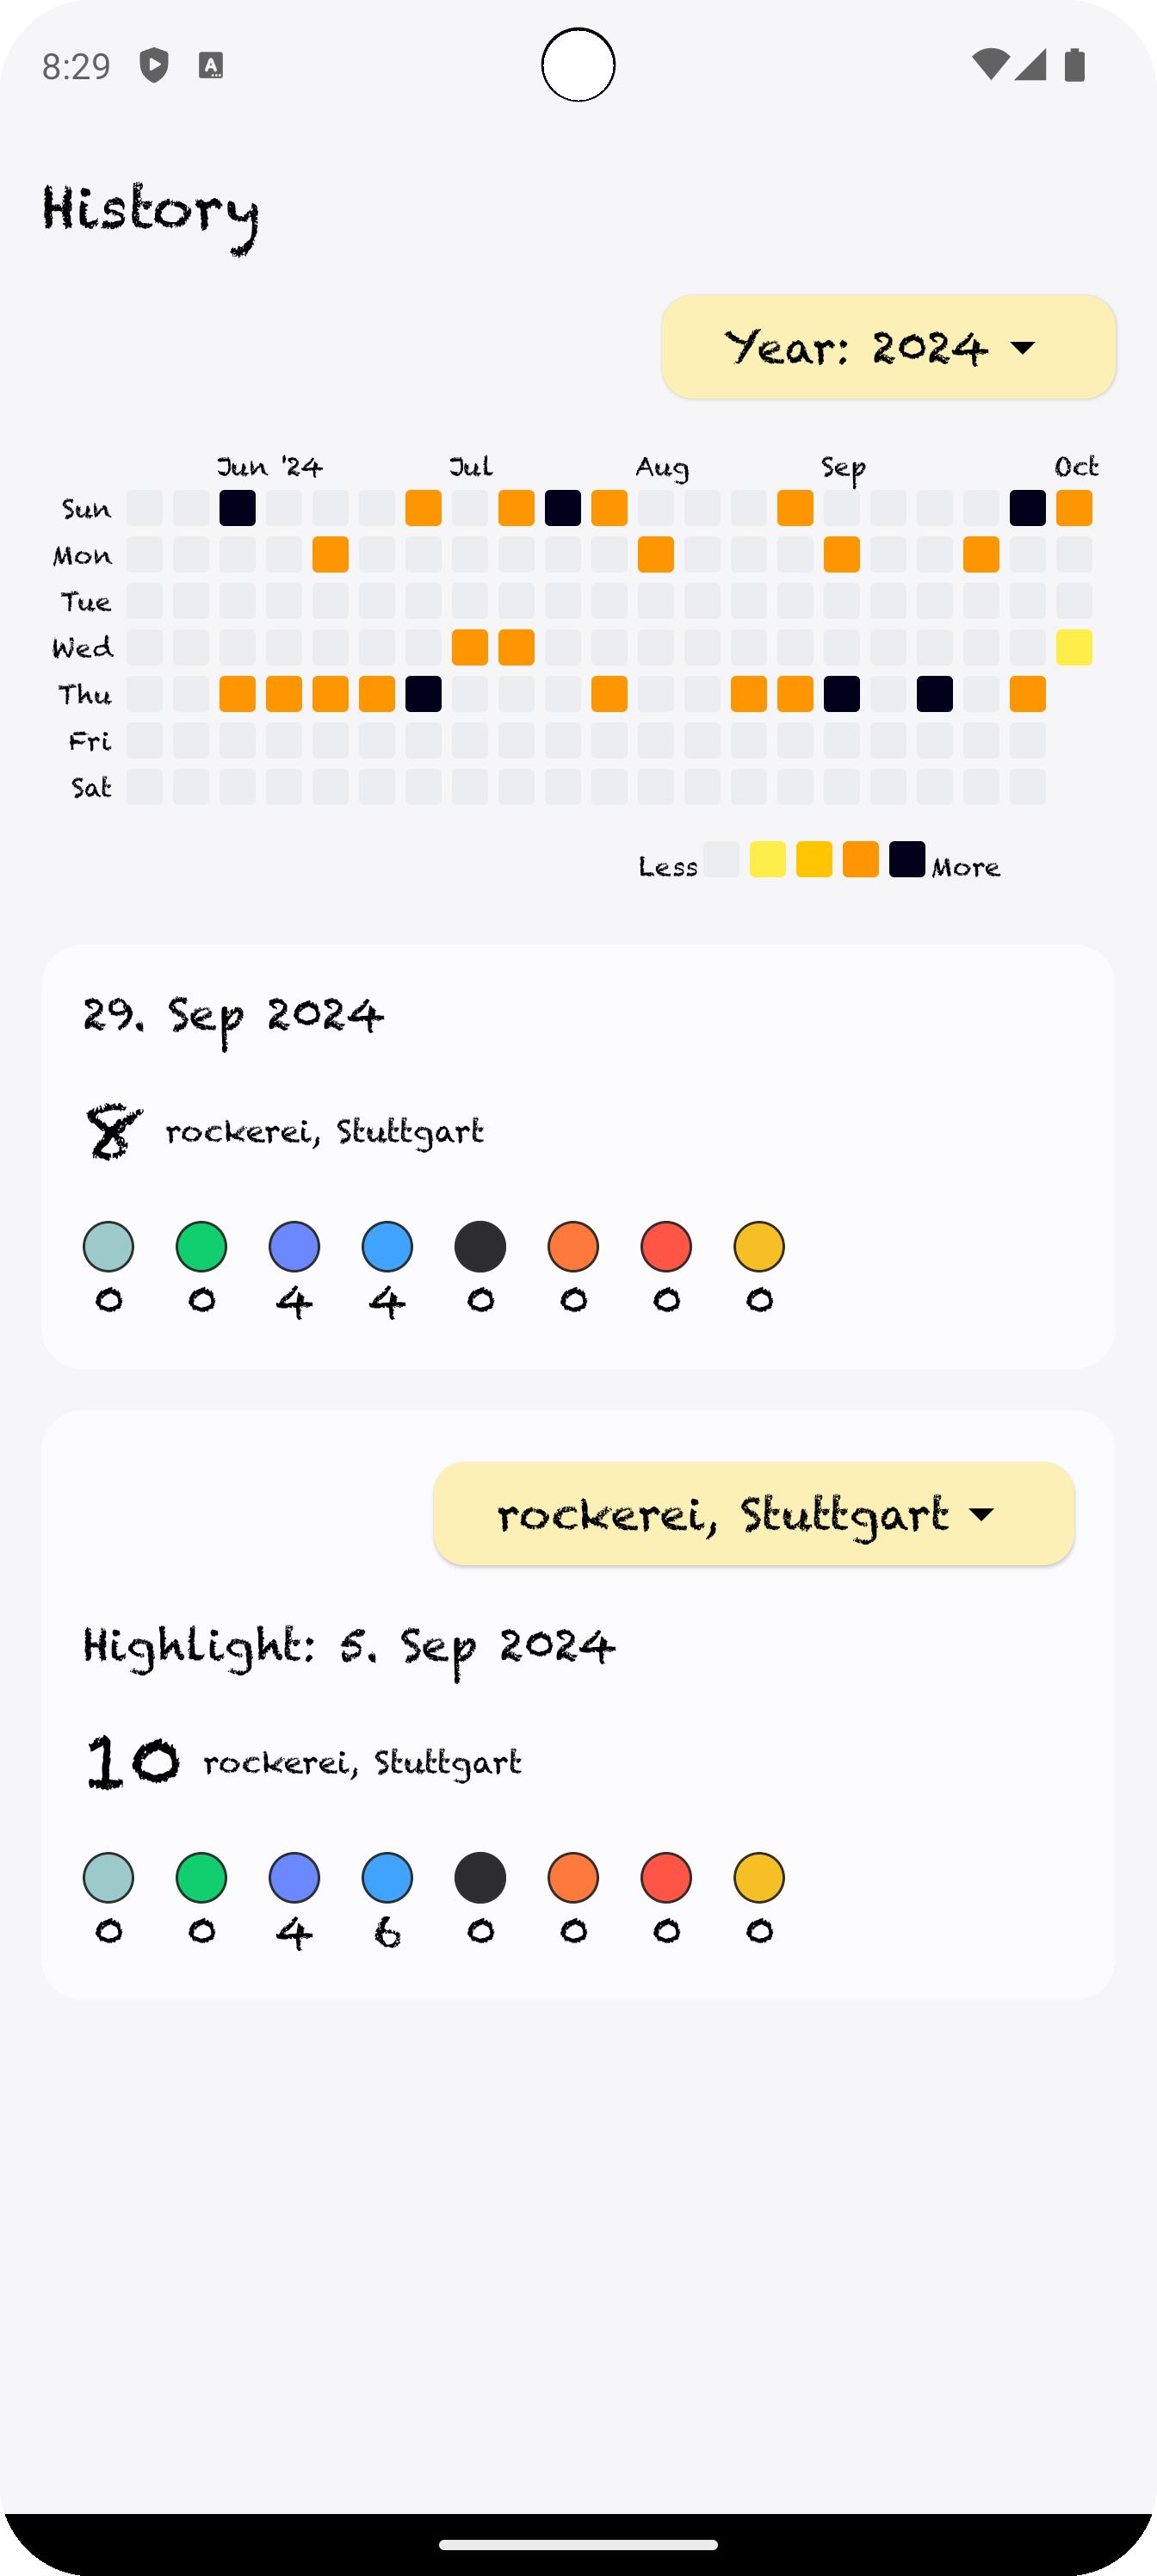 8:29
History
Year: 2024
Jun '24 Jul Aug Sep Oct
Sun
Mon
Tue
Wed
Thu
Fri
Sat
Less More
29. Sep 2024
8 rockerei, Stuttgart
0 0 4 4 0 0 0 0
rockerei, Stuttgart
Highlight: 5. Sep 2024
10 rockerei, Stuttgart
0 0 4 6 0 0 0 0